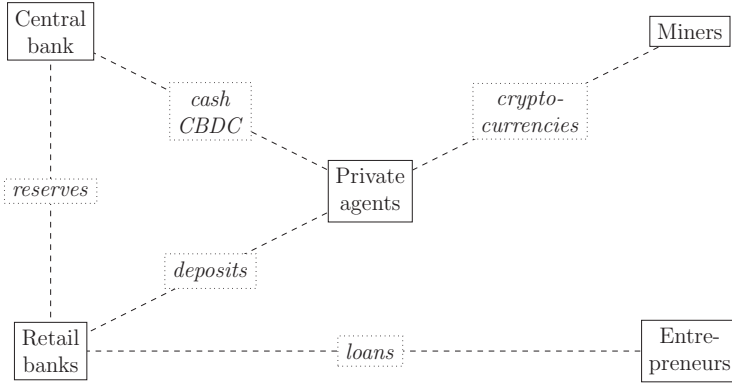 Central
bank
Miners
cash
CBDC
crypto-
currencies
reserves
Private
agents
deposits
Retail
banks
loans
Entre-
preneurs